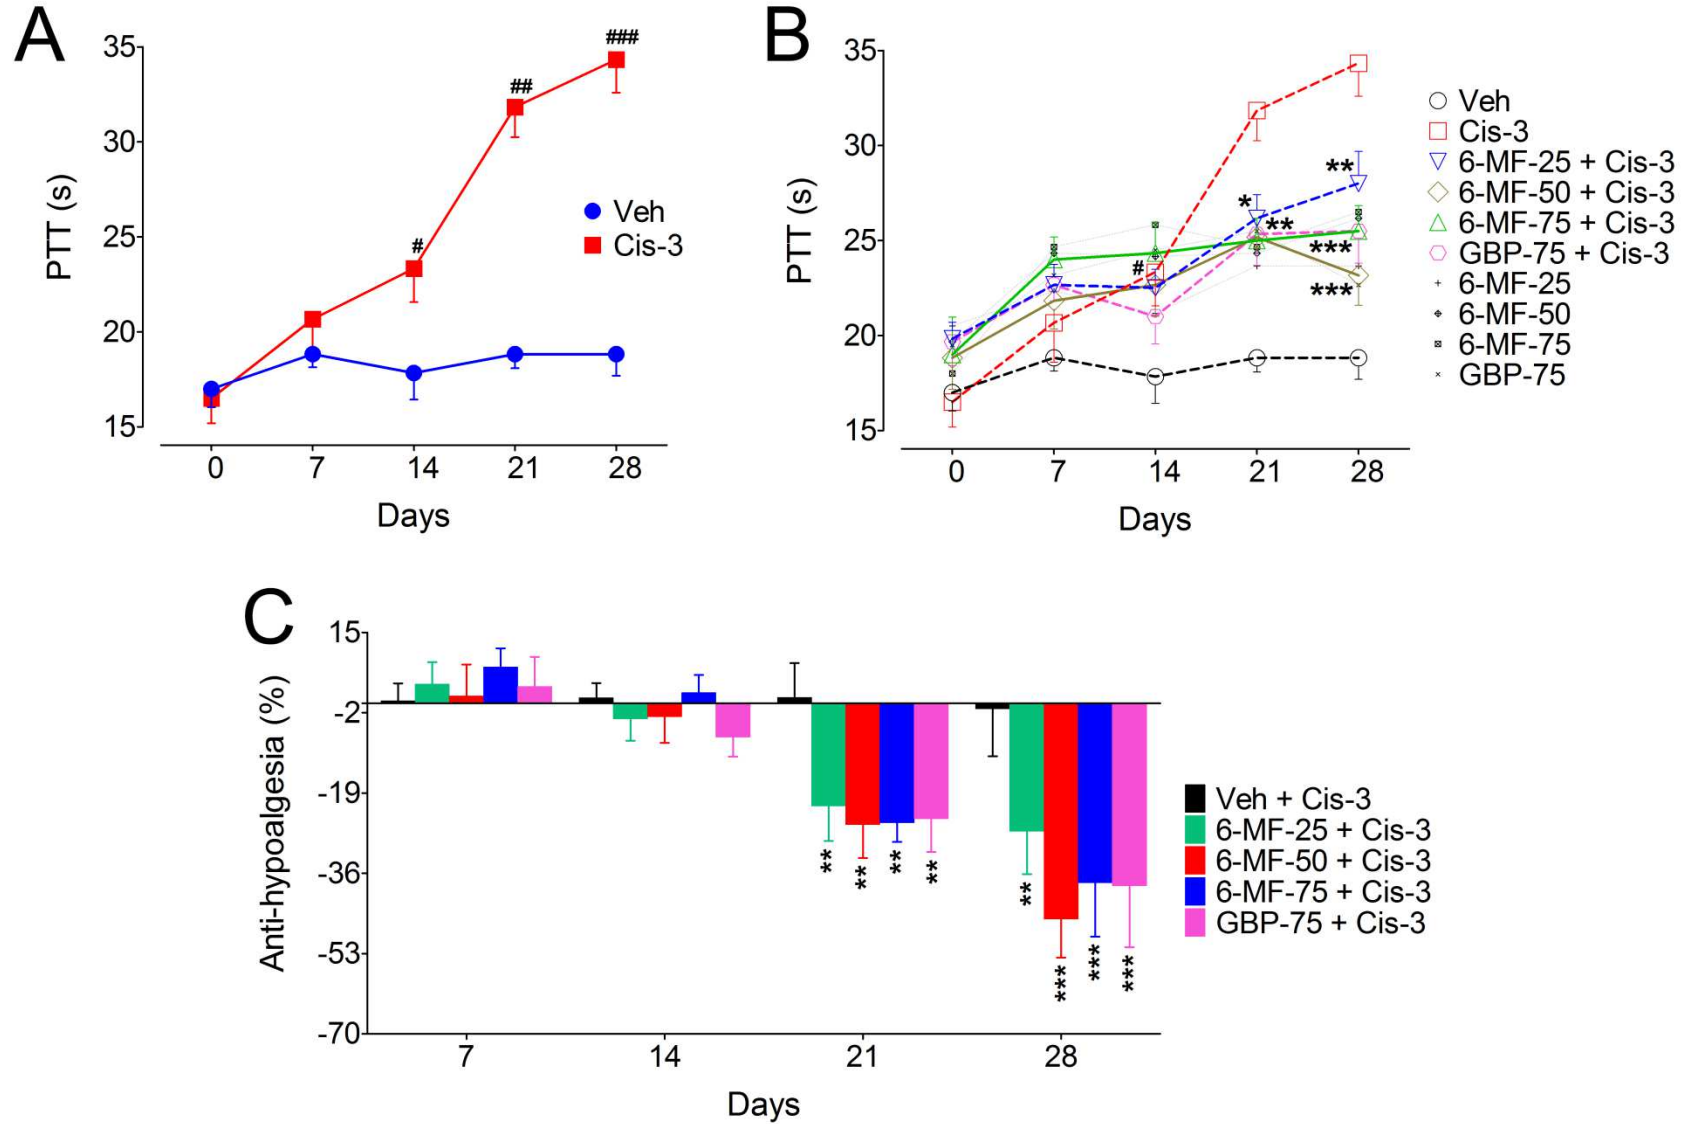 A
35
30
25
20
15
PTT (s)
#
##
###
Veh
Cis-3
0 7 14 21 28
Days
B
35
30
25
20
15
PTT (s)
#
*
**
**
***
***
0 7 14 21 28
Days
Veh
Cis-3
6-MF-25 + Cis-3
6-MF-50 + Cis-3
6-MF-75 + Cis-3
GBP-75 + Cis-3
6-MF-25
6-MF-50
6-MF-75
GBP-75
C
15
-2
-19
-36
-53
-70
Anti-hypoalgesia (%)
** ** ** **
** *** *** ***
7 14 21 28
Days
Veh + Cis-3
6-MF-25 + Cis-3
6-MF-50 + Cis-3
6-MF-75 + Cis-3
GBP-75 + Cis-3